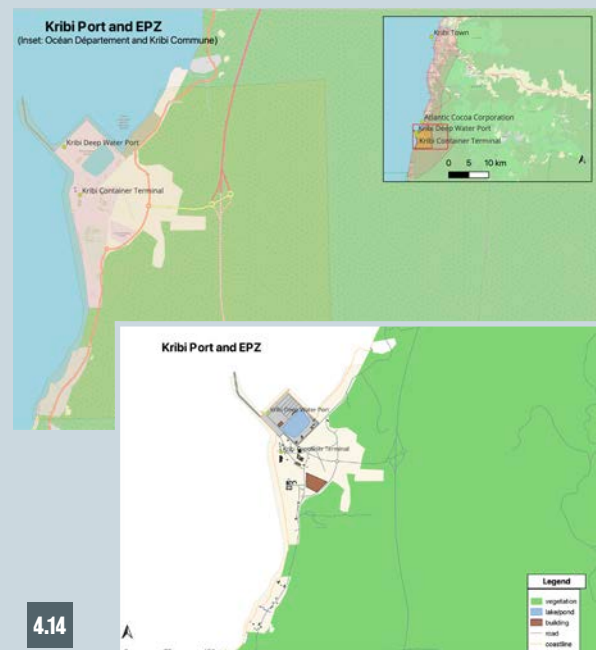 Kribi Port and EPZ
(Inset: Océan Département and Kribi Commune)
Kribi Town
Atlantic Cocoa Corporation
Kribi Deep Water Port
Kribi Container Terminal
0 5 10 km
Kribi Deep Water Port
Kribi Container Terminal
Kribi Port and EPZ
Kribi Deep Water Port
Terminal
Legend
vegetation
lake/pond
building
road
coastline
4.14